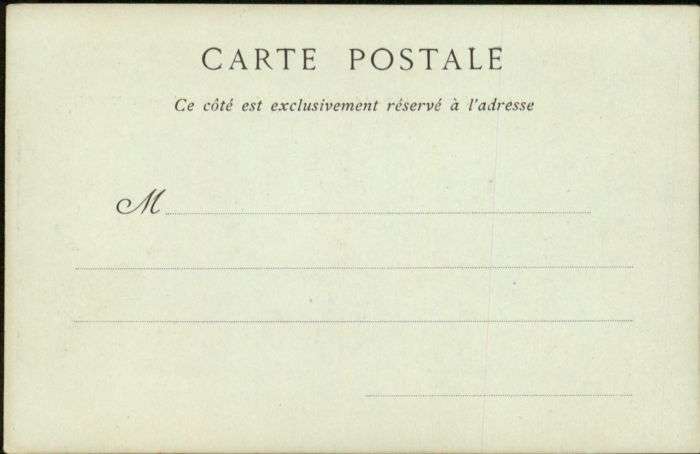 CARTE POSTALE
Ce côté est exclusivement réservé à l'adresse
M